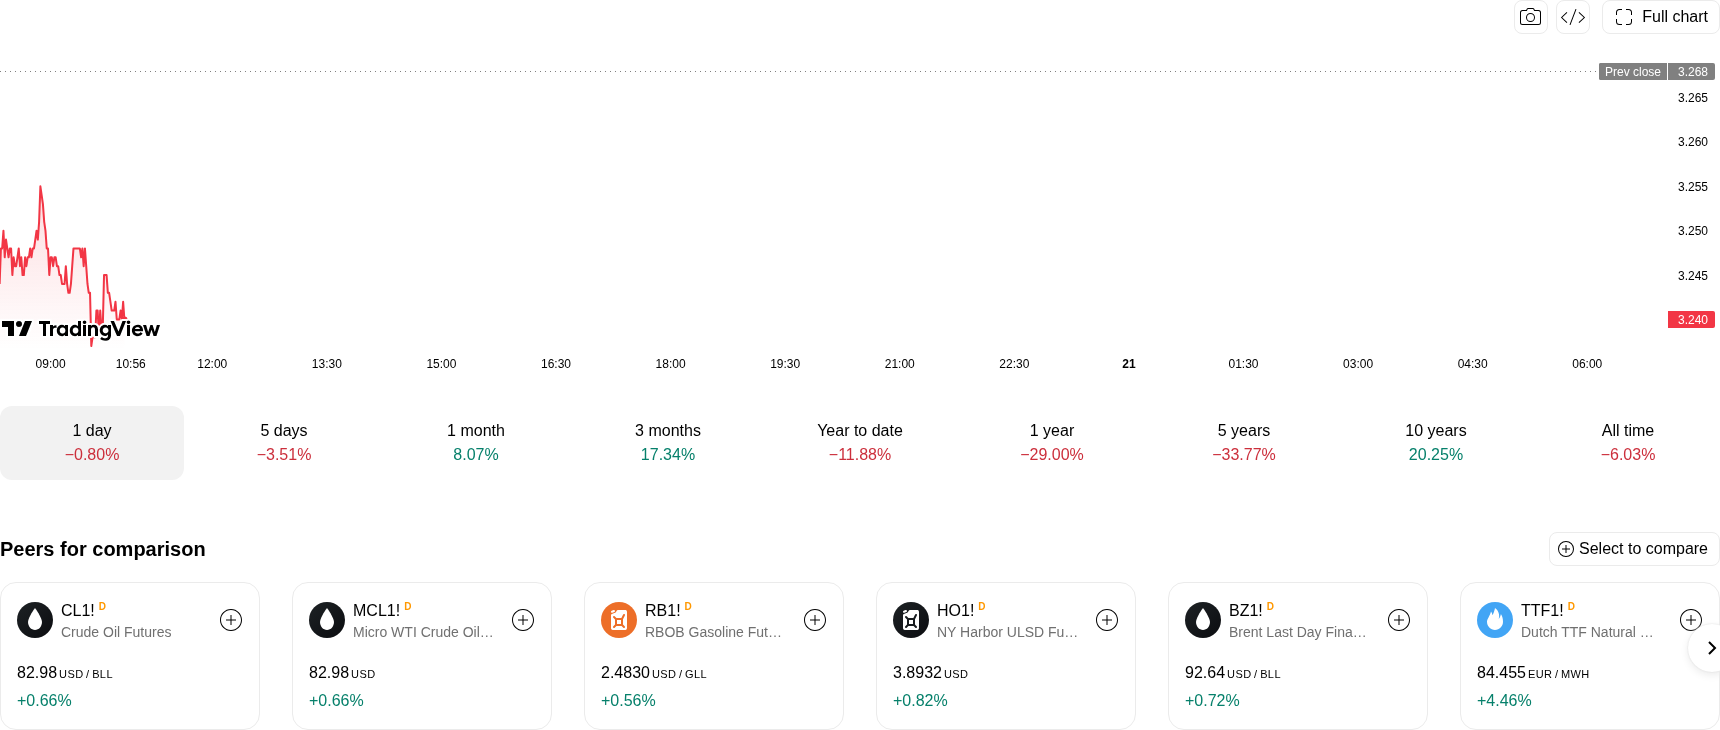 Full chart
Prev close 3.268
3.265
3.260
3.255
3.250
3.245
3.240
TradingView
09:00 10:56 12:00 13:30 15:00 16:30 18:00 19:30 21:00 22:30 21 01:30 03:00 04:30 06:00
1 day 5 days 1 month 3 months Year to date 1 year 5 years 10 years All time
−0.80% −3.51% 8.07% 17.34% −11.88% −29.00% −33.77% 20.25% −6.03%
Peers for comparison
Select to compare
CL1! D
Crude Oil Futures
82.98 USD / BLL
+0.66%
MCL1! D
Micro WTI Crude Oil…
82.98 USD
+0.66%
RB1! D
RBOB Gasoline Fut…
2.4830 USD / GLL
+0.56%
HO1! D
NY Harbor ULSD Fu…
3.8932 USD
+0.82%
BZ1! D
Brent Last Day Fina…
92.64 USD / BLL
+0.72%
TTF1! D
Dutch TTF Natural …
84.455 EUR / MWH
+4.46%